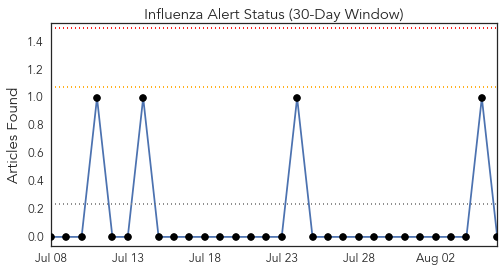 Influenza Alert Status (30-Day Window)
Articles Found
1.4
1.2
1.0
0.8
0.6
0.4
0.2
0.0
Jul 08 Jul 13 Jul 18 Jul 23 Jul 28 Aug 02